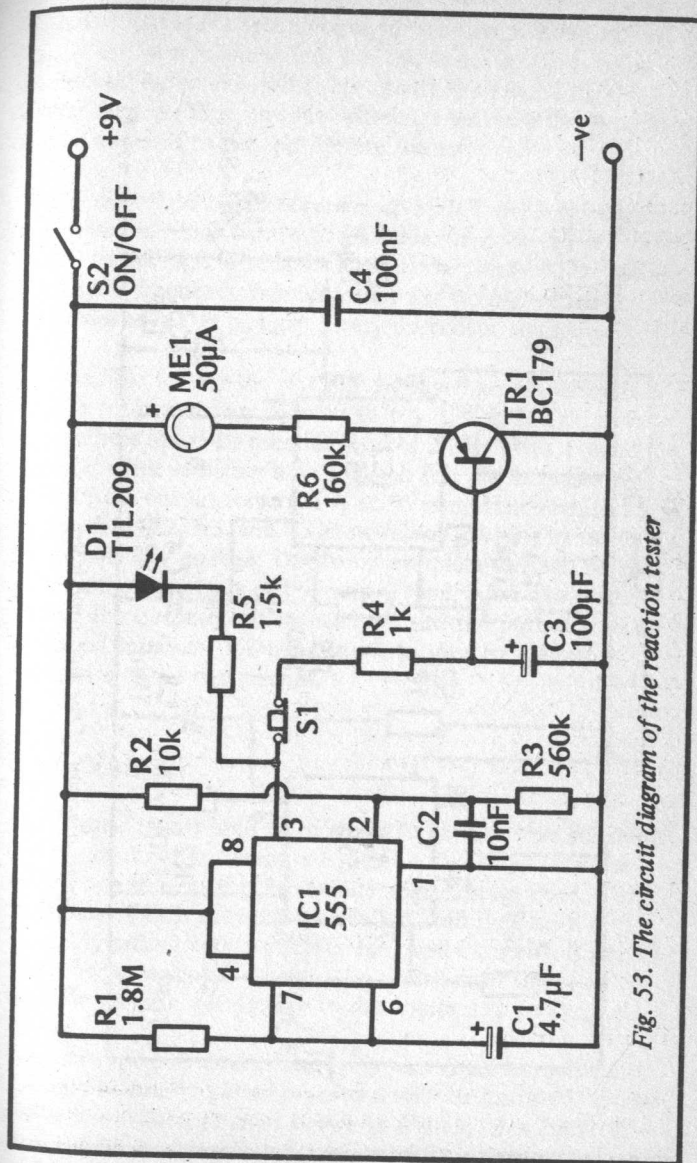 R1
1.8M
4
8
7
6
IC1
555
3
2
1
C1
4.7µF
+
R2
10k
C2
10nF
R3
560k
S1
R5
1.5k
D1
TIL209
R4
1k
+
C3
100µF
+
ME1
50µA
R6
160k
TR1
BC179
S2
ON/OFF
+9V
C4
100nF
−ve
Fig. 53. The circuit diagram of the reaction tester